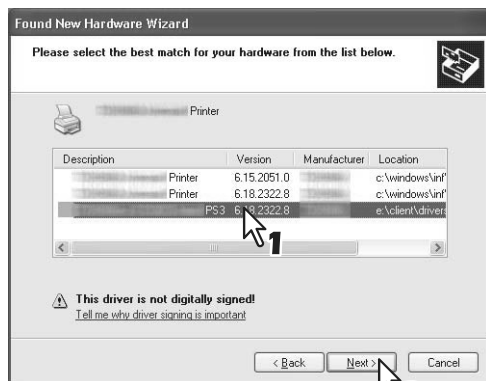 Found New Hardware Wizard
Please select the best match for your hardware from the list below.
Printer
Description Version Manufacturer Location
Printer 6.15.2051.0 c:\windows\inf\
Printer 6.18.2322.8 c:\windows\inf\
PS3 6.18.2322.8 e:\client\drivers
1
This driver is not digitally signed!
Tell me why driver signing is important
< Back Next > Cancel